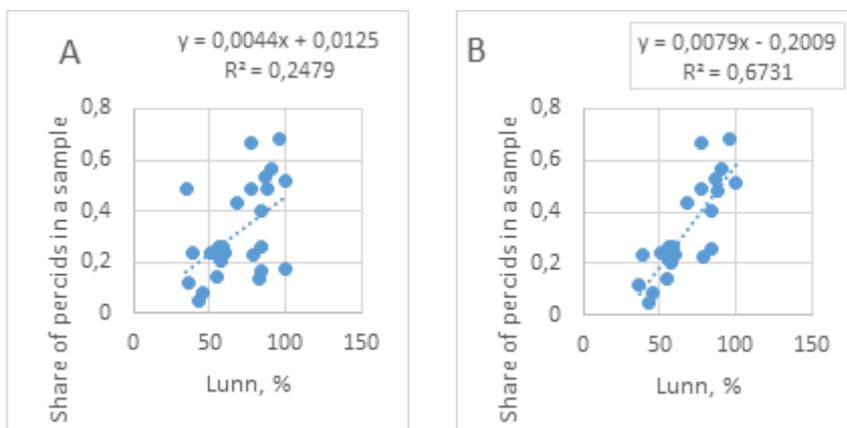 A
y = 0,0044x + 0,0125
R² = 0,2479
Share of percids in a sample
0,8
0,6
0,4
0,2
0
0 50 100 150
Lunn, %
B
y = 0,0079x - 0,2009
R² = 0,6731
Share of percids in a sample
0,8
0,6
0,4
0,2
0
0 50 100 150
Lunn, %